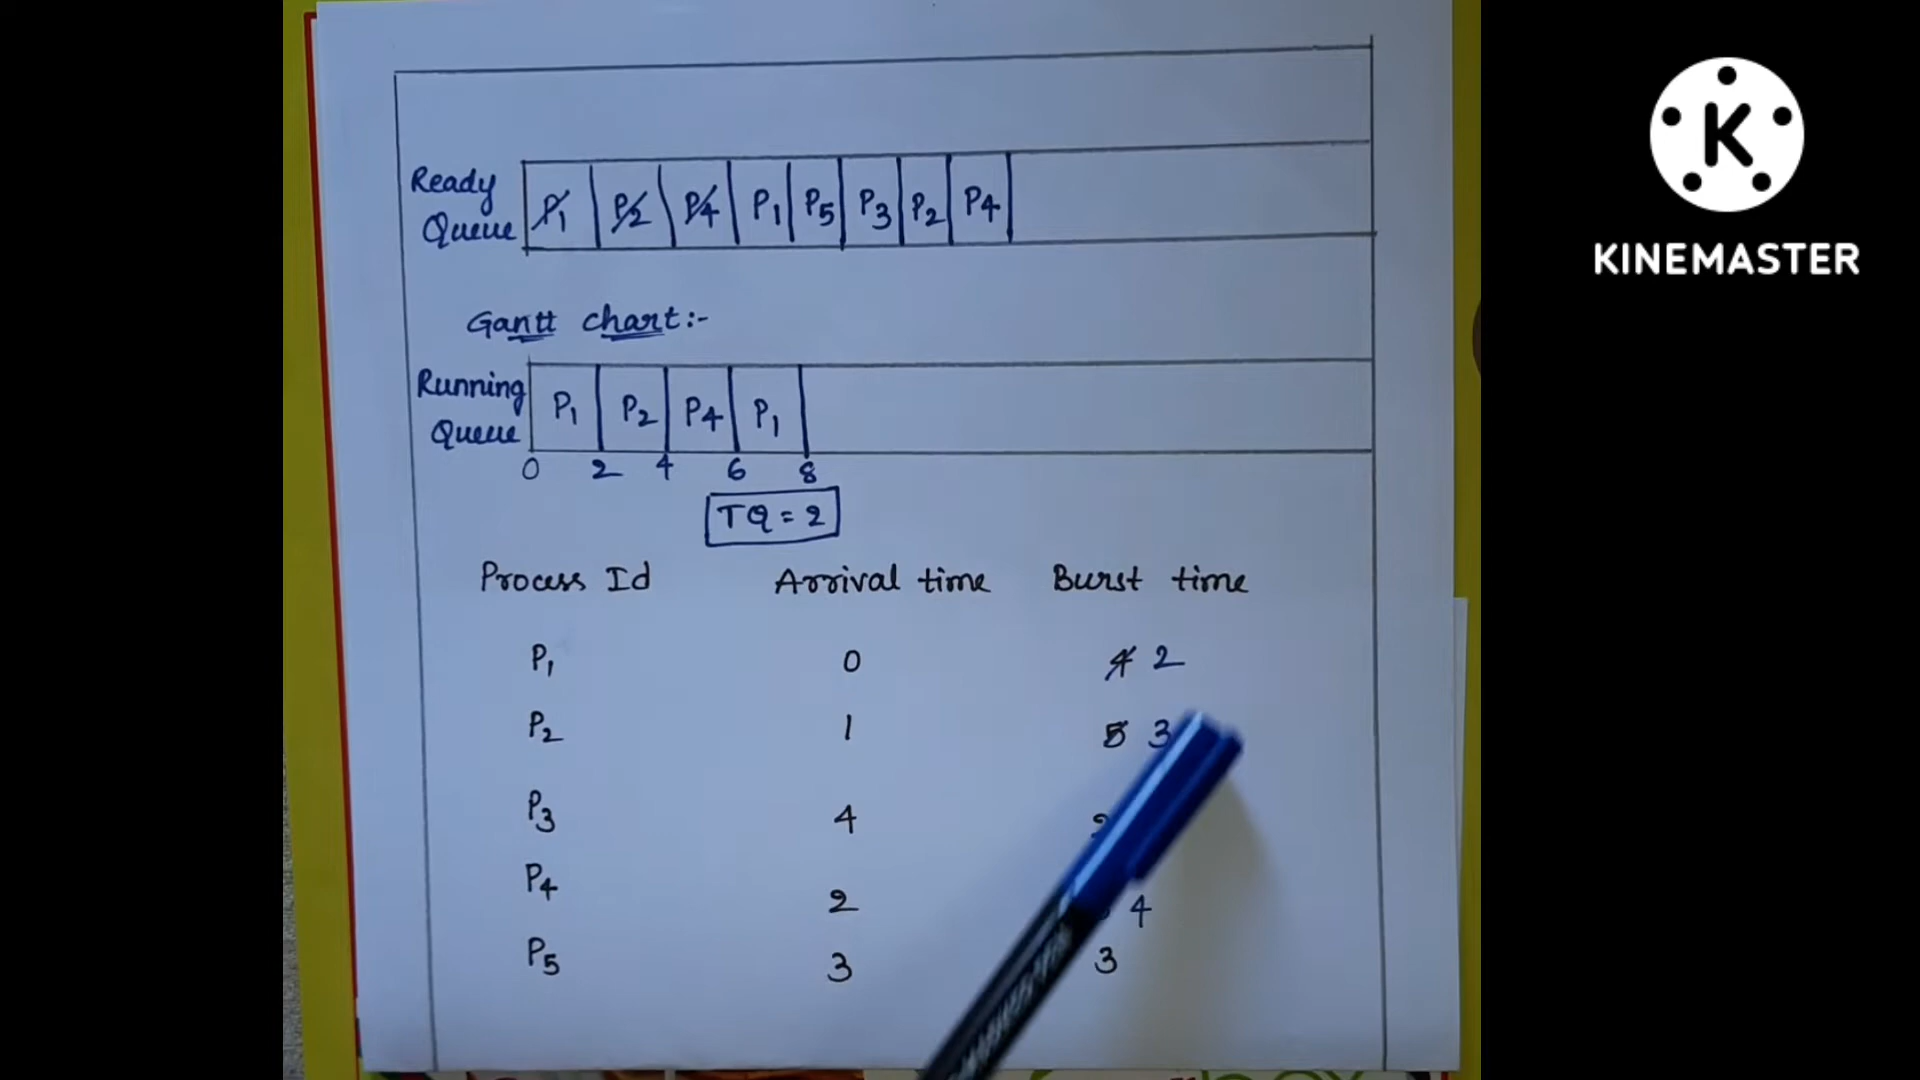 Ready
Queue
P1 P2 P4 P1 P5 P3 P2 P4
Gantt chart:-
Running
Queue
P1 P2 P4 P1
0 2 4 6 8
TQ = 2
Process Id Arrival time Burst time
P1 0 4 2
P2 1 5 3
P3 4 2
P4 2 4
P5 3 3
K
KINEMASTER